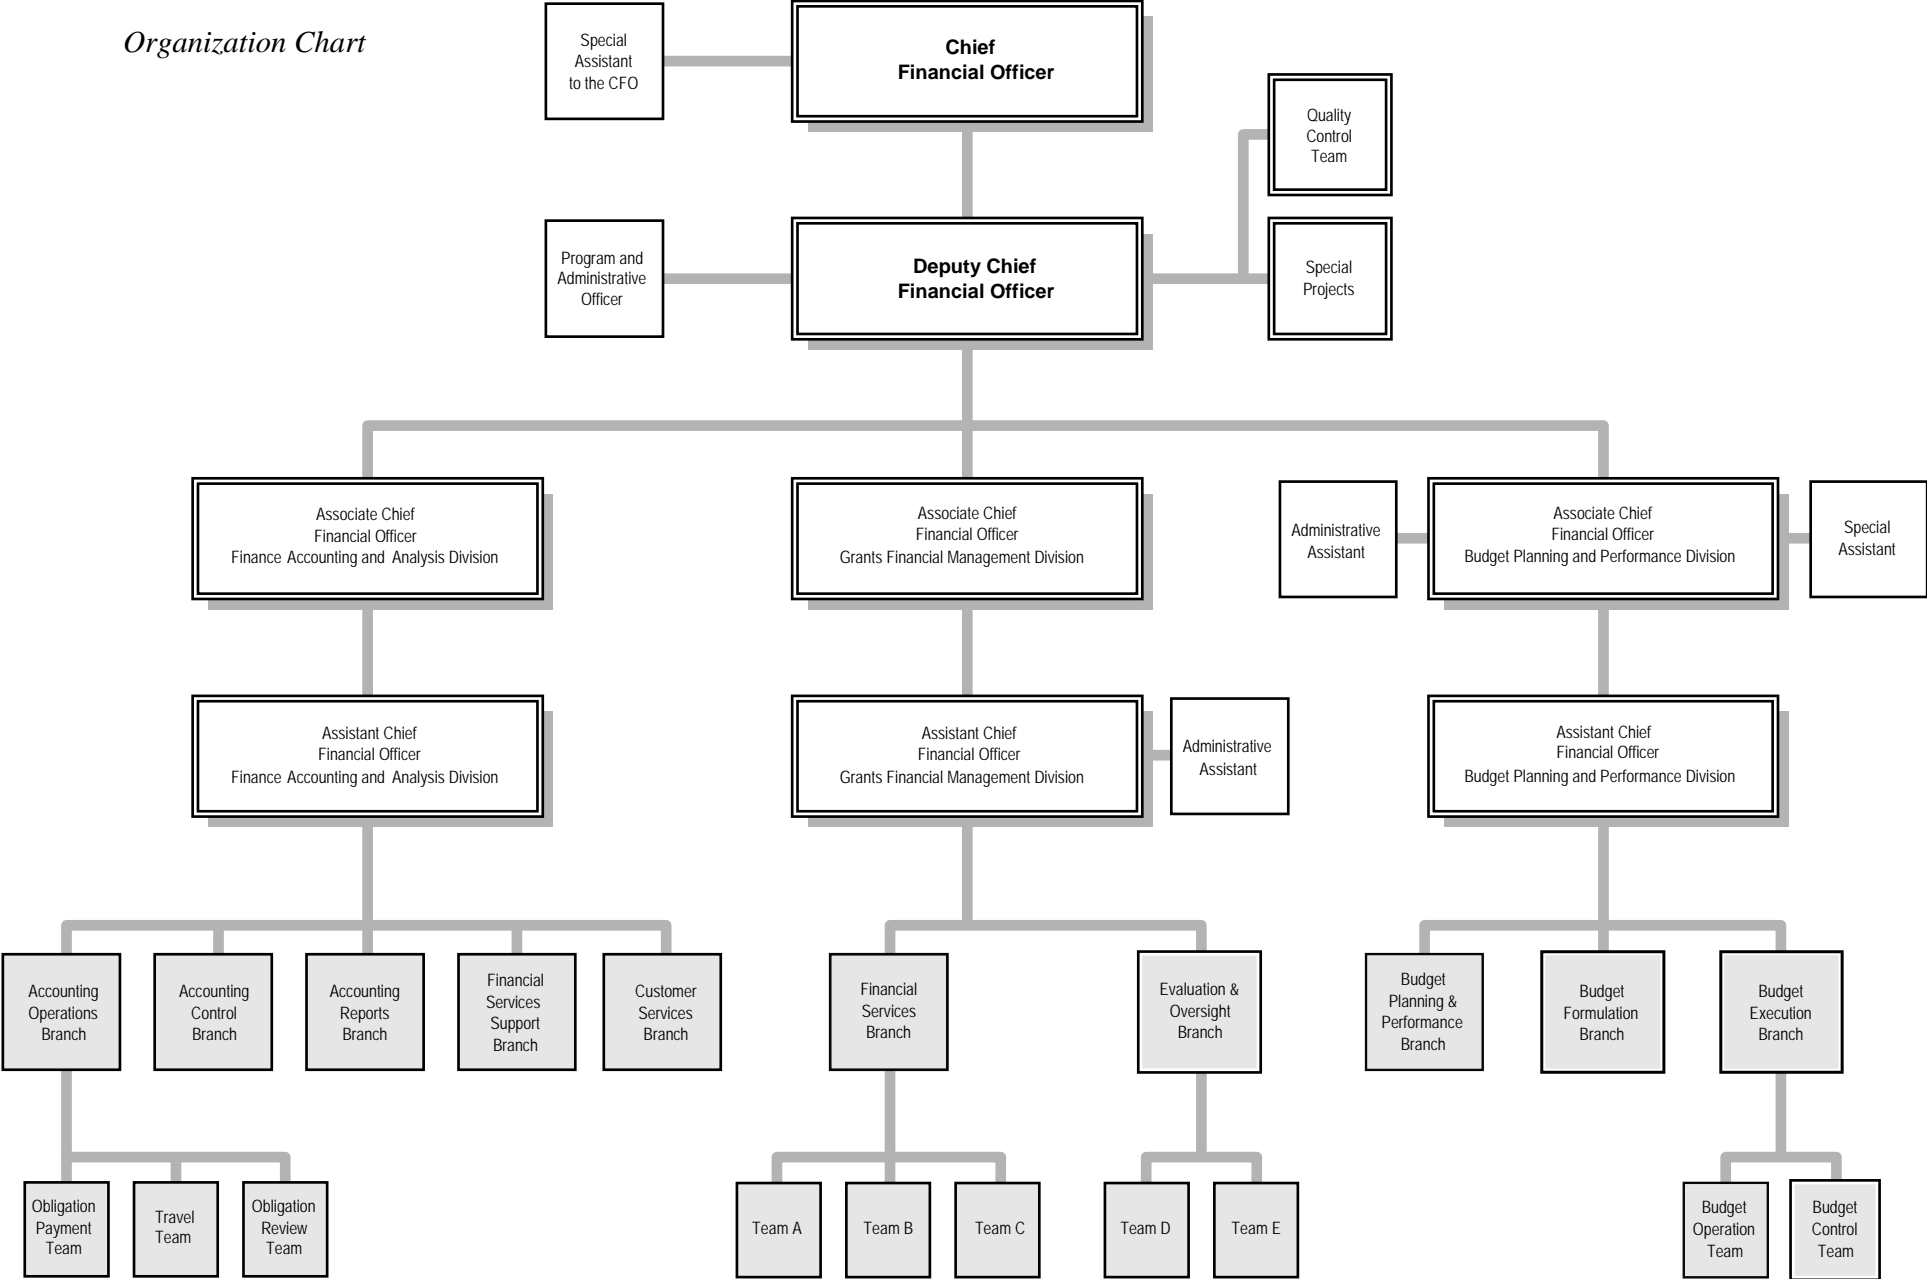 Organization Chart
Special
Assistant
to the CFO
Chief
Financial Officer
Quality
Control
Team
Program and
Administrative
Officer
Deputy Chief
Financial Officer
Special
Projects
Associate Chief
Financial Officer
Finance Accounting and Analysis Division
Associate Chief
Financial Officer
Grants Financial Management Division
Administrative
Assistant
Associate Chief
Financial Officer
Budget Planning and Performance Division
Special
Assistant
Assistant Chief
Financial Officer
Finance Accounting and Analysis Division
Assistant Chief
Financial Officer
Grants Financial Management Division
Administrative
Assistant
Assistant Chief
Financial Officer
Budget Planning and Performance Division
Accounting
Operations
Branch
Accounting
Control
Branch
Accounting
Reports
Branch
Financial
Services
Support
Branch
Customer
Services
Branch
Financial
Services
Branch
Evaluation &
Oversight
Branch
Budget
Planning &
Performance
Branch
Budget
Formulation
Branch
Budget
Execution
Branch
Obligation
Payment
Team
Travel
Team
Obligation
Review
Team
Team A
Team B
Team C
Team D
Team E
Budget
Operation
Team
Budget
Control
Team